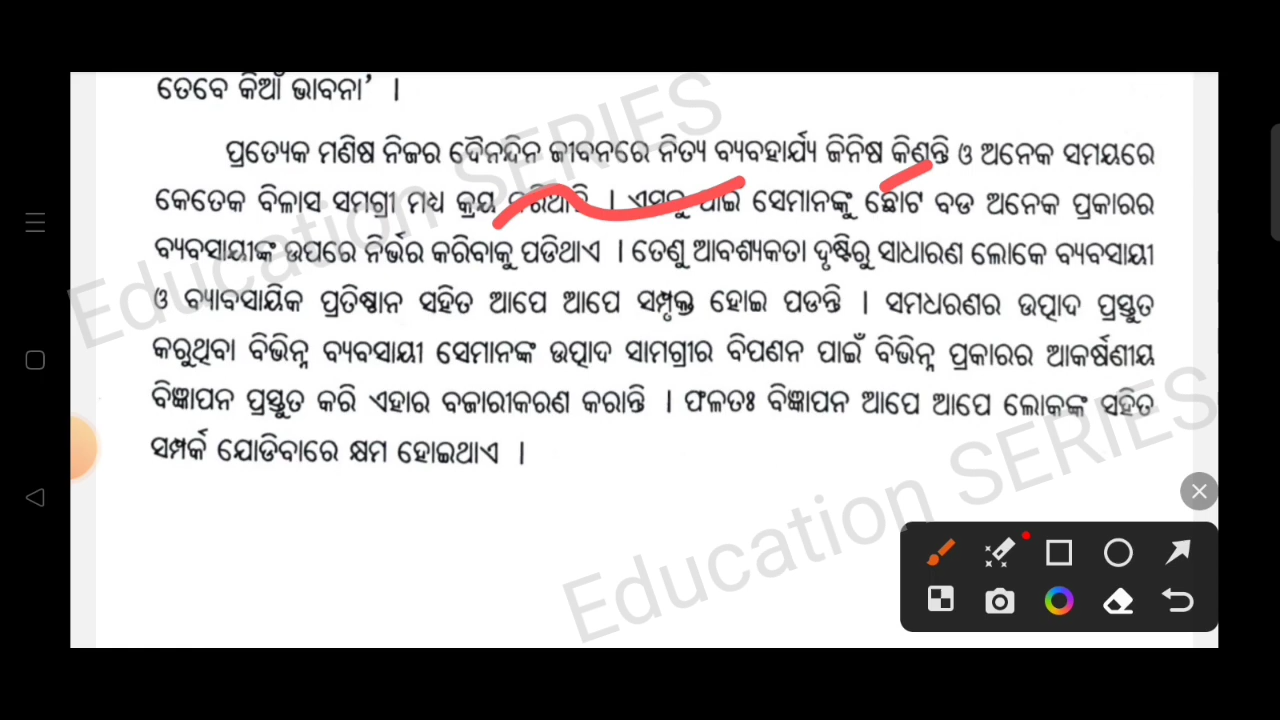 ତେବେ କିଆଁ ଭାବନା’ ।
ପ୍ରତ୍ୟେକ ମଣିଷ ନିଜର ଦୈନନ୍ଦିନ ଜୀବନରେ ନିତ୍ୟ ବ୍ୟବହାର୍ଯ୍ୟ ଜିନିଷ କିଣନ୍ତି ଓ ଅନେକ ସମୟରେ
କେତେକ ବିଳାସ ସମଗ୍ରୀ ମଧ୍ୟ କ୍ରୟ କରିଥାନ୍ତି । ଏସବୁ ପାଇଁ ସେମାନଙ୍କୁ ଛୋଟ ବଡ ଅନେକ ପ୍ରକାରର
ବ୍ୟବସାୟୀଙ୍କ ଉପରେ ନିର୍ଭର କରିବାକୁ ପଡିଥାଏ । ତେଣୁ ଆବଶ୍ୟକତା ଦୃଷ୍ଟିରୁ ସାଧାରଣ ଲୋକେ ବ୍ୟବସାୟୀ
ଓ ବ୍ୟାବସାୟିକ ପ୍ରତିଷ୍ଠାନ ସହିତ ଆପେ ଆପେ ସମ୍ପୃକ୍ତ ହୋଇ ପଡନ୍ତି । ସମଧରଣର ଉତ୍ପାଦ ପ୍ରସ୍ତୁତ
କରୁଥିବା ବିଭିନ୍ନ ବ୍ୟବସାୟୀ ସେମାନଙ୍କ ଉତ୍ପାଦ ସାମଗ୍ରୀର ବିପଣନ ପାଇଁ ବିଭିନ୍ନ ପ୍ରକାରର ଆକର୍ଷଣୀୟ
ବିଜ୍ଞାପନ ପ୍ରସ୍ତୁତ କରି ଏହାର ବଜାରୀକରଣ କରାନ୍ତି । ଫଳତଃ ବିଜ୍ଞାପନ ଆପେ ଆପେ ଲୋକଙ୍କ ସହିତ
ସମ୍ପର୍କ ଯୋଡିବାରେ କ୍ଷମ ହୋଇଥାଏ ।
Education SERIES
Education SERIES